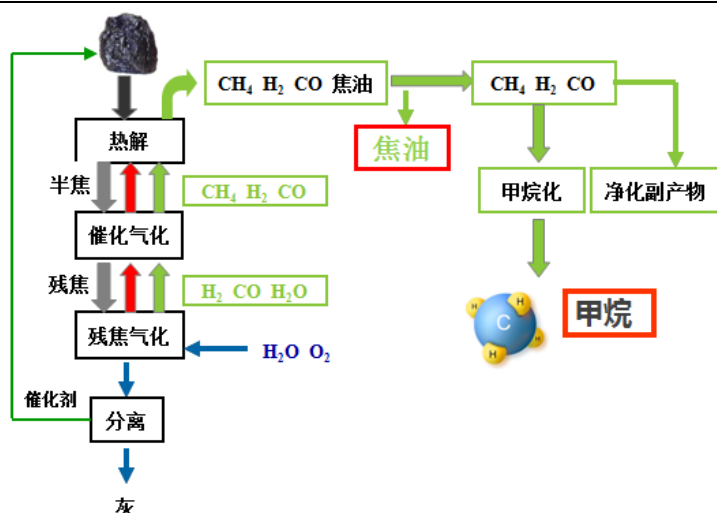 CH₄ H₂ CO 焦油
CH₄ H₂ CO
热解
焦油
半焦
CH₄ H₂ CO
甲烷化
净化副产物
催化气化
残焦
H₂ CO H₂O
甲烷
C
H
H
H
H
残焦气化
H₂O O₂
催化剂
分离
灰